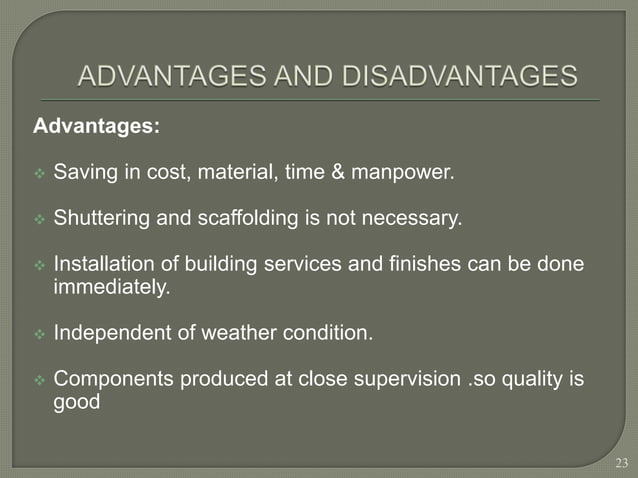 ADVANTAGES AND DISADVANTAGES
Advantages:
Saving in cost, material, time & manpower.
Shuttering and scaffolding is not necessary.
Installation of building services and finishes can be done
immediately.
Independent of weather condition.
Components produced at close supervision .so quality is
good
23